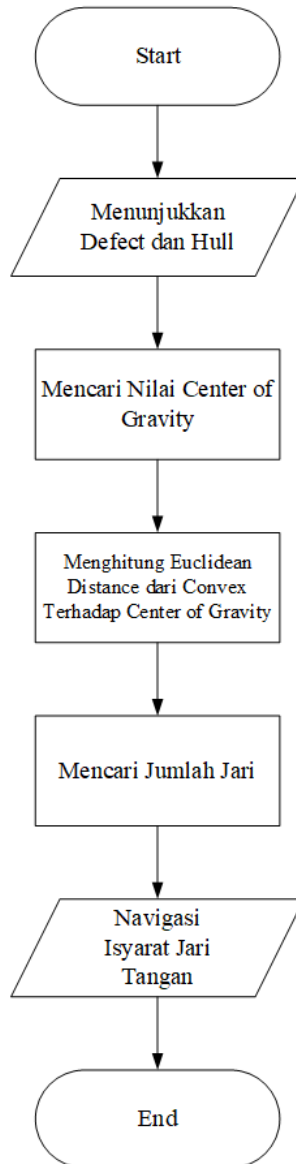 Start
Menunjukkan
Defect dan Hull
Mencari Nilai Center of
Gravity
Menghitung Euclidean
Distance dari Convex
Terhadap Center of Gravity
Mencari Jumlah Jari
Navigasi
Isyarat Jari
Tangan
End